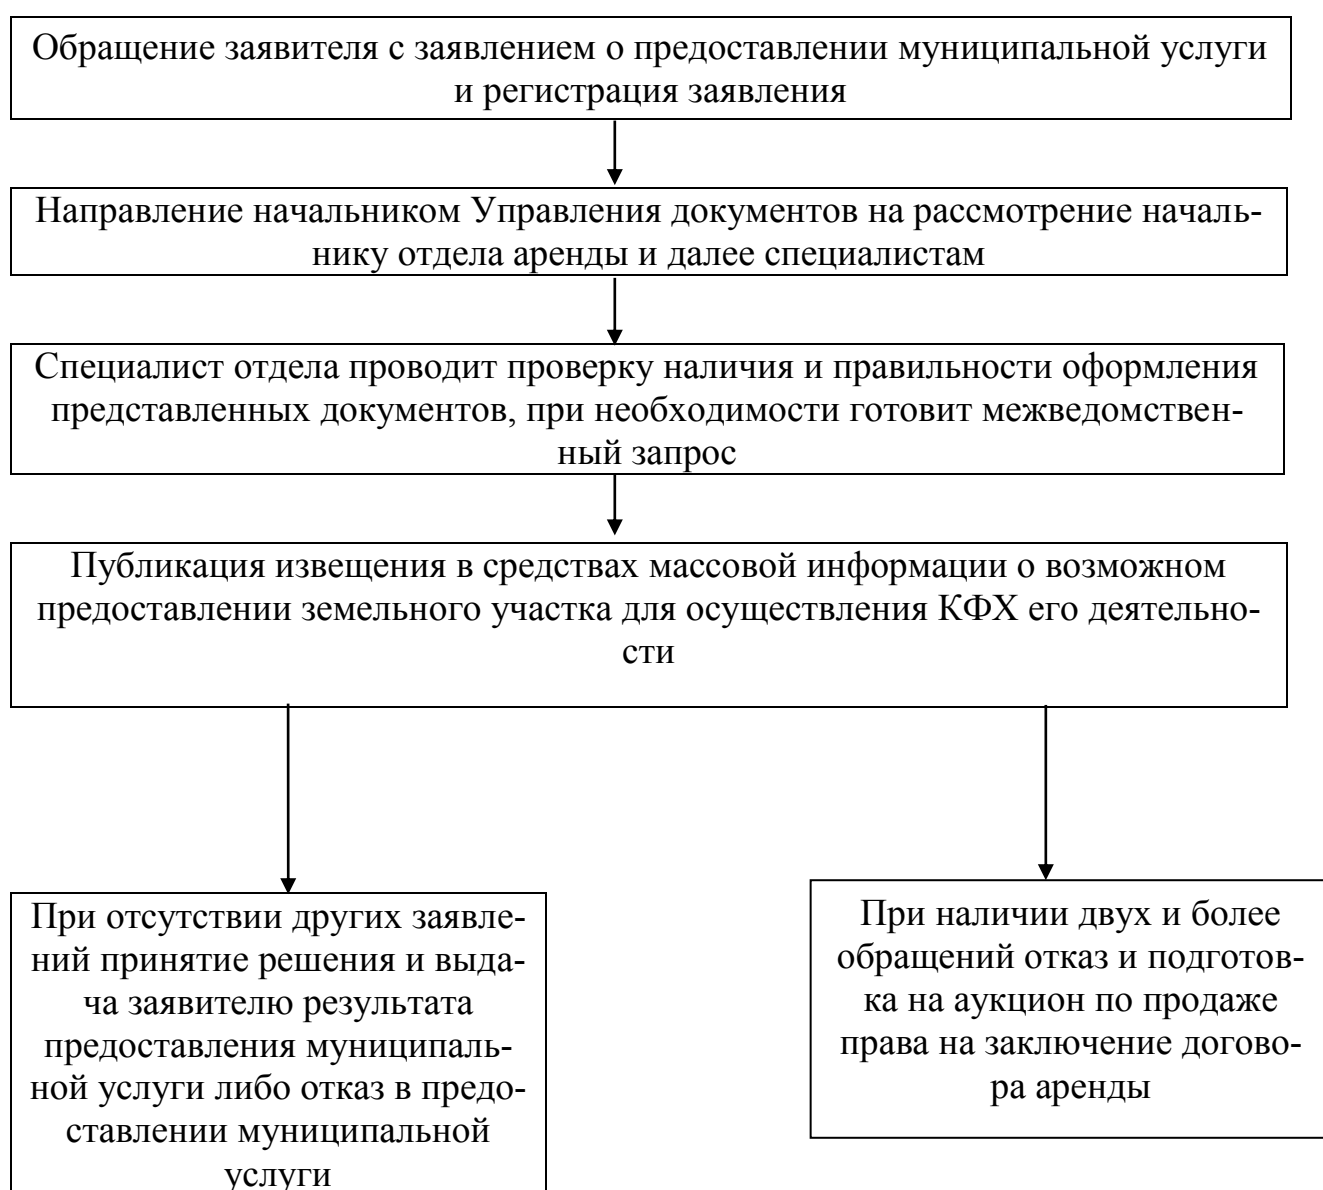 Обращение заявителя с заявлением о предоставлении муниципальной услуги
и регистрация заявления
Направление начальником Управления документов на рассмотрение началь-
нику отдела аренды и далее специалистам
Специалист отдела проводит проверку наличия и правильности оформления
представленных документов, при необходимости готовит межведомствен-
ный запрос
Публикация извещения в средствах массовой информации о возможном
предоставлении земельного участка для осуществления КФХ его деятельно-
сти
При отсутствии других заявле-
ний принятие решения и выда-
ча заявителю результата
предоставления муниципаль-
ной услуги либо отказ в предо-
ставлении муниципальной
услуги
При наличии двух и более
обращений отказ и подготов-
ка на аукцион по продаже
права на заключение догово-
ра аренды